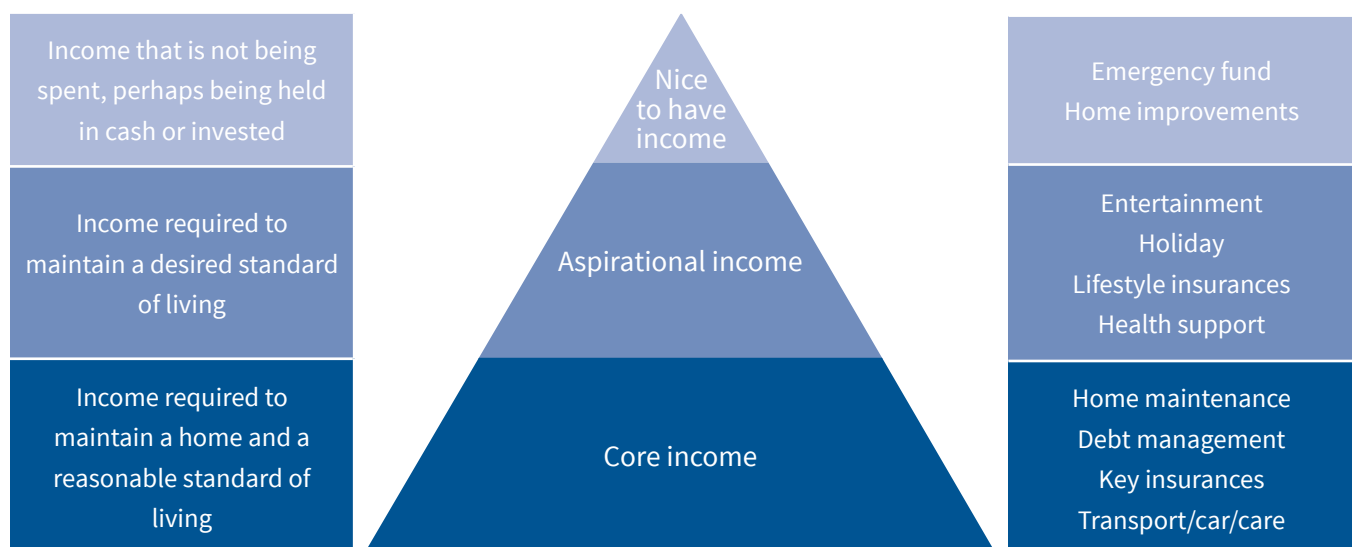 Income that is not being
spent, perhaps being held
in cash or invested
Nice
to have
income
Emergency fund
Home improvements
Income required to
maintain a desired standard
of living
Aspirational income
Entertainment
Holiday
Lifestyle insurances
Health support
Income required to
maintain a home and a
reasonable standard of
living
Core income
Home maintenance
Debt management
Key insurances
Transport/car/care